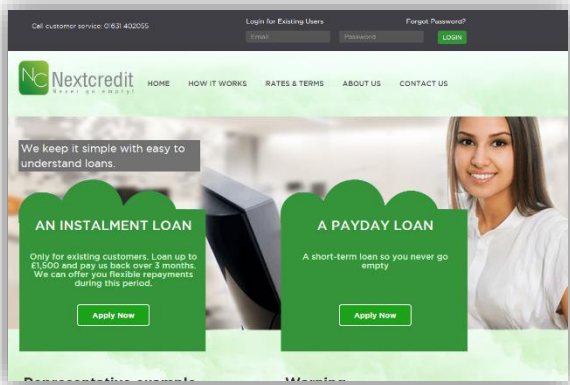 Call customer service: 01631 402055
Login for Existing Users
Forgot Password?
Email
Password
LOGIN
NC
Nextcredit
Never go empty!
HOME
HOW IT WORKS
RATES & TERMS
ABOUT US
CONTACT US
We keep it simple with easy to
understand loans.
AN INSTALMENT LOAN
Only for existing customers. Loan up to
£1,500 and pay us back over 3 months.
We can offer you flexible repayments
during this period.
Apply Now
A PAYDAY LOAN
A short-term loan so you never go
empty
Apply Now
Representative example
Warning